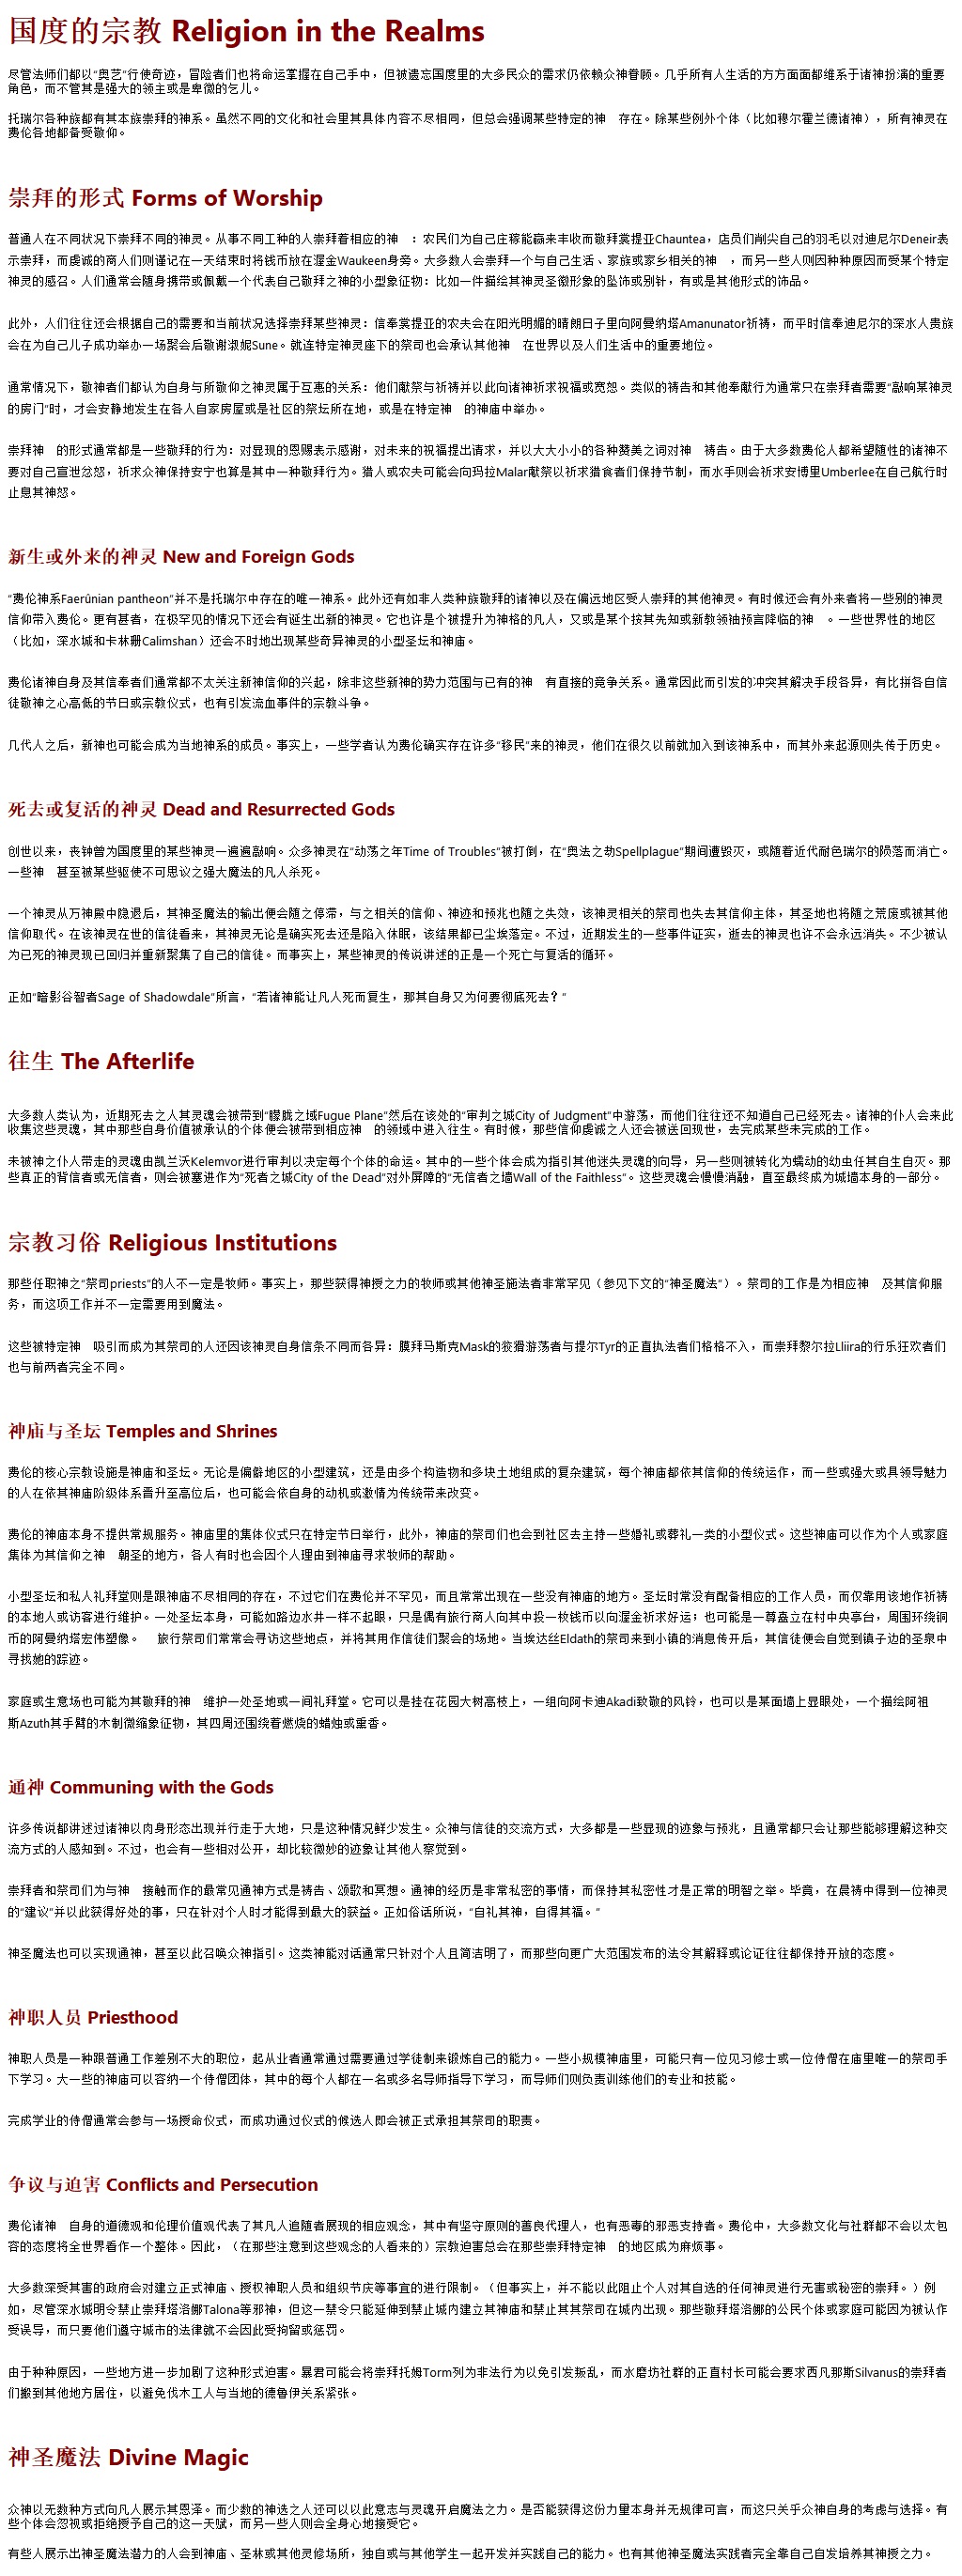 国度的宗教 Religion in the Realms
尽管法师们都以“奥艺”行使奇迹，冒险者们也将命运掌握在自己手中，但被遗忘国度里的大多民众的需求仍依赖众神眷顾。几乎所有人生活的方方面面都维系于诸神扮演的重要
角色，而不管其是强大的领主或是卑微的乞儿。
托瑞尔各种族都有其本族崇拜的神系。虽然不同的文化和社会里其具体内容不尽相同，但总会强调某些特定的神　存在。除某些例外个体（比如穆尔霍兰德诸神），所有神灵在
费伦各地都备受敬仰。
崇拜的形式 Forms of Worship
普通人在不同状况下崇拜不同的神灵。从事不同工种的人崇拜着相应的神　：农民们为自己庄稼能赢来丰收而敬拜裳提亚Chauntea，店员们削尖自己的羽毛以对迪尼尔Deneir表
示崇拜，而虔诚的商人们则谨记在一天结束时将钱币放在渥金Waukeen身旁。大多数人会崇拜一个与自己生活、家族或家乡相关的神　，而另一些人则因种种原因而受某个特定
神灵的感召。人们通常会随身携带或佩戴一个代表自己敬拜之神的小型象征物：比如一件描绘其神灵圣徽形象的坠饰或别针，有或是其他形式的饰品。
此外，人们往往还会根据自己的需要和当前状况选择崇拜某些神灵：信奉裳提亚的农夫会在阳光明媚的晴朗日子里向阿曼纳塔Amanunator祈祷，而平时信奉迪尼尔的深水人贵族
会在为自己儿子成功举办一场聚会后敬谢淑妮Sune。就连特定神灵座下的祭司也会承认其他神　在世界以及人们生活中的重要地位。
通常情况下，敬神者们都认为自身与所敬仰之神灵属于互惠的关系：他们献祭与祈祷并以此向诸神祈求祝福或宽恕。类似的祷告和其他奉献行为通常只在崇拜者需要“敲响某神灵
的房门”时，才会安静地发生在各人自家房屋或是社区的祭坛所在地，或是在特定神　的神庙中举办。
崇拜神　的形式通常都是一些敬拜的行为：对显现的恩赐表示感谢，对未来的祝福提出请求，并以大大小小的各种赞美之词对神　祷告。由于大多数费伦人都希望随性的诸神不
要对自己宣泄忿怒，祈求众神保持安宁也算是其中一种敬拜行为。猎人或农夫可能会向玛拉Malar献祭以祈求猎食者们保持节制，而水手则会祈求安博里Umberlee在自己航行时
止息其神怒。
新生或外来的神灵 New and Foreign Gods
“费伦神系Faerûnian pantheon”并不是托瑞尔中存在的唯一神系。此外还有如非人类种族敬拜的诸神以及在偏远地区受人崇拜的其他神灵。有时候还会有外来者将一些别的神灵
信仰带入费伦。更有甚者，在极罕见的情况下还会有诞生出新的神灵。它也许是个被提升为神格的凡人，又或是某个按其先知或新教领袖预言降临的神　。一些世界性的地区
（比如，深水城和卡林珊Calimshan）还会不时地出现某些奇异神灵的小型圣坛和神庙。
费伦诸神自身及其信奉者们通常都不太关注新神信仰的兴起，除非这些新神的势力范围与已有的神　有直接的竞争关系。通常因此而引发的冲突其解决手段各异，有比拼各自信
徒敬神之心高低的节日或宗教仪式，也有引发流血事件的宗教斗争。
几代人之后，新神也可能会成为当地神系的成员。事实上，一些学者认为费伦确实存在许多“移民”来的神灵，他们在很久以前就加入到该神系中，而其外来起源则失传于历史。
死去或复活的神灵 Dead and Resurrected Gods
创世以来，丧钟曾为国度里的某些神灵一遍遍敲响。众多神灵在“动荡之年Time of Troubles”被打倒，在“奥法之劫Spellplague”期间遭毁灭，或随着近代耐色瑞尔的陨落而消亡。
一些神　甚至被某些驱使不可思议之强大魔法的凡人杀死。
一个神灵从万神殿中隐退后，其神圣魔法的输出便会随之停滞，与之相关的信仰、神迹和预兆也随之失效，该神灵相关的祭司也失去其信仰主体，其圣地也将随之荒废或被其他
信仰取代。在该神灵在世的信徒看来，其神灵无论是确实死去还是陷入休眠，该结果都已尘埃落定。不过，近期发生的一些事件证实，逝去的神灵也许不会永远消失。不少被认
为已死的神灵现已回归并重新聚集了自己的信徒。而事实上，某些神灵的传说讲述的正是一个死亡与复活的循环。
正如“暗影谷智者Sage of Shadowdale”所言，“若诸神能让凡人死而复生，那其自身又为何要彻底死去？”
往生 The Afterlife
大多数人类认为，近期死去之人其灵魂会被带到“朦胧之域Fugue Plane”然后在该处的“审判之城City of Judgment”中游荡，而他们往往还不知道自己已经死去。诸神的仆人会来此
收集这些灵魂，其中那些自身价值被承认的个体便会被带到相应神　的领域中进入往生。有时候，那些信仰虔诚之人还会被送回现世，去完成某些未完成的工作。
未被神之仆人带走的灵魂由凯兰沃Kelemvor进行审判以决定每个个体的命运。其中的一些个体会成为指引其他迷失灵魂的向导，另一些则被转化为蠕动的幼虫任其自生自灭。那
些真正的背信者或无信者，则会被塞进作为“死者之城City of the Dead”对外屏障的“无信者之墙Wall of the Faithless”。这些灵魂会慢慢消融，直至最终成为城墙本身的一部分。
宗教习俗 Religious Institutions
那些任职神之“祭司priests”的人不一定是牧师。事实上，那些获得神授之力的牧师或其他神圣施法者非常罕见（参见下文的“神圣魔法”）。祭司的工作是为相应神　及其信仰服
务，而这项工作并不一定需要用到魔法。
这些被特定神　吸引而成为其祭司的人还因该神灵自身信条不同而各异：膜拜马斯克Mask的狡猾游荡者与提尔Tyr的正直执法者们格格不入，而崇拜黎尔拉Lliira的行乐狂欢者们
也与前两者完全不同。
神庙与圣坛 Temples and Shrines
费伦的核心宗教设施是神庙和圣坛。无论是偏僻地区的小型建筑，还是由多个构造物和多块土地组成的复杂建筑，每个神庙都依其信仰的传统运作，而一些或强大或具领导魅力
的人在依其神庙阶级体系晋升至高位后，也可能会依自身的动机或激情为传统带来改变。
费伦的神庙本身不提供常规服务。神庙里的集体仪式只在特定节日举行，此外，神庙的祭司们也会到社区去主持一些婚礼或葬礼一类的小型仪式。这些神庙可以作为个人或家庭
集体为其信仰之神　朝圣的地方，各人有时也会因个人理由到神庙寻求牧师的帮助。
小型圣坛和私人礼拜堂则是跟神庙不尽相同的存在，不过它们在费伦并不罕见，而且常常出现在一些没有神庙的地方。圣坛时常没有配备相应的工作人员，而仅靠用该地作祈祷
的本地人或访客进行维护。一处圣坛本身，可能如路边水井一样不起眼，只是偶有旅行商人向其中投一枚钱币以向渥金祈求好运；也可能是一尊矗立在村中央亭台，周围环绕铜
币的阿曼纳塔宏伟塑像。　旅行祭司们常常会寻访这些地点，并将其用作信徒们聚会的场地。当埃达丝Eldath的祭司来到小镇的消息传开后，其信徒便会自觉到镇子边的圣泉中
寻找她的踪迹。
家庭或生意场也可能为其敬拜的神　维护一处圣地或一间礼拜堂。它可以是挂在花园大树高枝上，一组向阿卡迪Akadi致敬的风铃，也可以是某面墙上显眼处，一个描绘阿祖
斯Azuth其手臂的木制微缩象征物，其四周还围绕着燃烧的蜡烛或熏香。
通神 Communing with the Gods
许多传说都讲述过诸神以肉身形态出现并行走于大地，只是这种情况鲜少发生。众神与信徒的交流方式，大多都是一些显现的迹象与预兆，且通常都只会让那些能够理解这种交
流方式的人感知到。不过，也会有一些相对公开，却比较微妙的迹象让其他人察觉到。
崇拜者和祭司们为与神　接触而作的最常见通神方式是祷告、颂歌和冥想。通神的经历是非常私密的事情，而保持其私密性才是正常的明智之举。毕竟，在晨祷中得到一位神灵
的“建议”并以此获得好处的事，只在针对个人时才能得到最大的获益。正如俗话所说，“自礼其神，自得其福。”
神圣魔法也可以实现通神，甚至以此召唤众神指引。这类神能对话通常只针对个人且简洁明了，而那些向更广大范围发布的法令其解释或论证往往都保持开放的态度。
神职人员 Priesthood
神职人员是一种跟普通工作差别不大的职位，起从业者通常通过需要通过学徒制来锻炼自己的能力。一些小规模神庙里，可能只有一位见习修士或一位侍僧在庙里唯一的祭司手
下学习。大一些的神庙可以容纳一个侍僧团体，其中的每个人都在一名或多名导师指导下学习，而导师们则负责训练他们的专业和技能。
完成学业的侍僧通常会参与一场授命仪式，而成功通过仪式的候选人即会被正式承担其祭司的职责。
争议与迫害 Conflicts and Persecution
费伦诸神　自身的道德观和伦理价值观代表了其凡人追随者展现的相应观念，其中有坚守原则的善良代理人，也有恶毒的邪恶支持者。费伦中，大多数文化与社群都不会以太包
容的态度将全世界看作一个整体。因此，（在那些注意到这些观念的人看来的）宗教迫害总会在那些崇拜特定神　的地区成为麻烦事。
大多数深受其害的政府会对建立正式神庙、授权神职人员和组织节庆等事宜的进行限制。（但事实上，并不能以此阻止个人对其自选的任何神灵进行无害或秘密的崇拜。）例
如，尽管深水城明令禁止崇拜塔洛娜Talona等邪神，但这一禁令只能延伸到禁止城内建立其神庙和禁止其其祭司在城内出现。那些敬拜塔洛娜的公民个体或家庭可能因为被认作
受误导，而只要他们遵守城市的法律就不会因此受拘留或惩罚。
由于种种原因，一些地方进一步加剧了这种形式迫害。暴君可能会将崇拜托姆Torm列为非法行为以免引发叛乱，而水磨坊社群的正直村长可能会要求西凡那斯Silvanus的崇拜者
们搬到其他地方居住，以避免伐木工人与当地的德鲁伊关系紧张。
神圣魔法 Divine Magic
众神以无数种方式向凡人展示其恩泽。而少数的神选之人还可以以此意志与灵魂开启魔法之力。是否能获得这份力量本身并无规律可言，而这只关乎众神自身的考虑与选择。有
些个体会忽视或拒绝授予自己的这一天赋，而另一些人则会全身心地接受它。
有些人展示出神圣魔法潜力的人会到神庙、圣林或其他灵修场所，独自或与其他学生一起开发并实践自己的能力。也有其他神圣魔法实践者完全靠自己自发培养其神授之力。